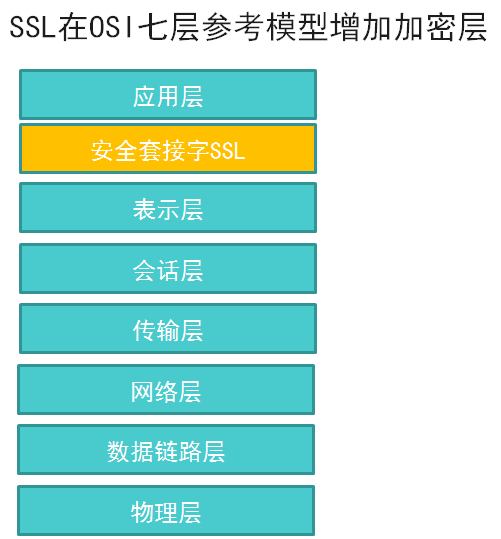 SSL在OSI七层参考模型增加加密层
应用层
安全套接字SSL
表示层
会话层
传输层
网络层
数据链路层
物理层